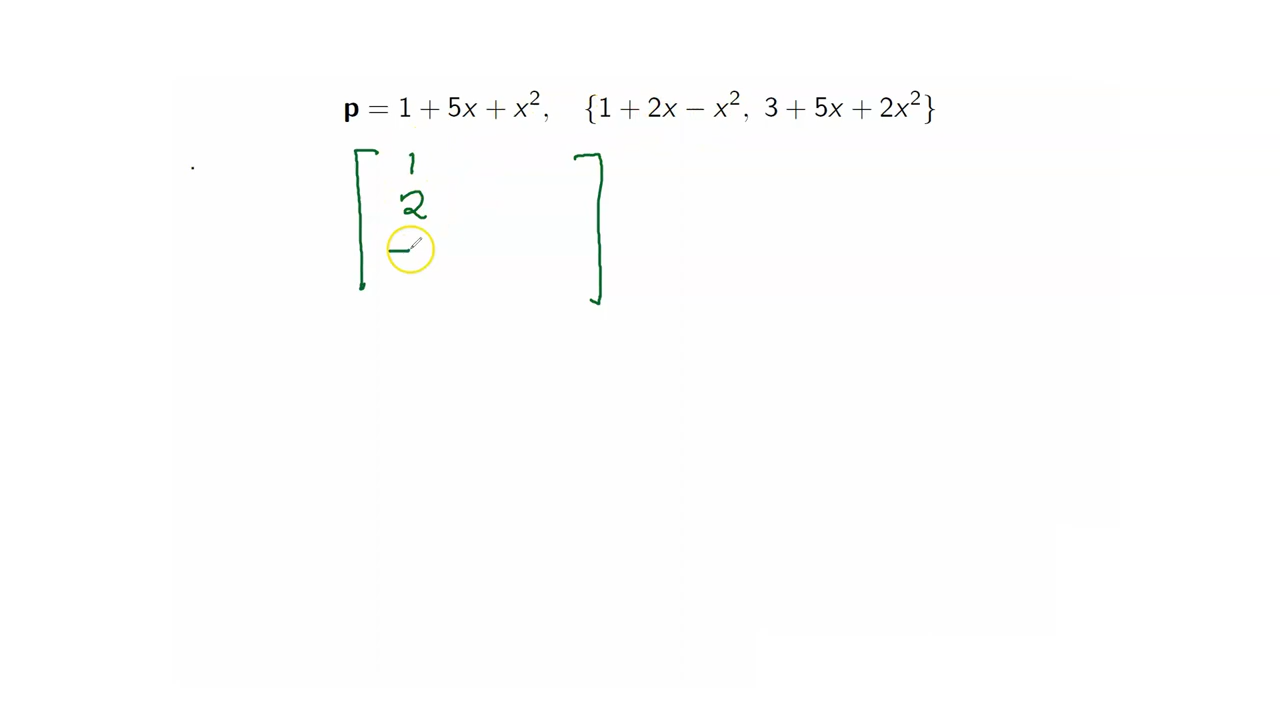 p = 1 + 5x + x², {1 + 2x − x², 3 + 5x + 2x²}
1
2
−